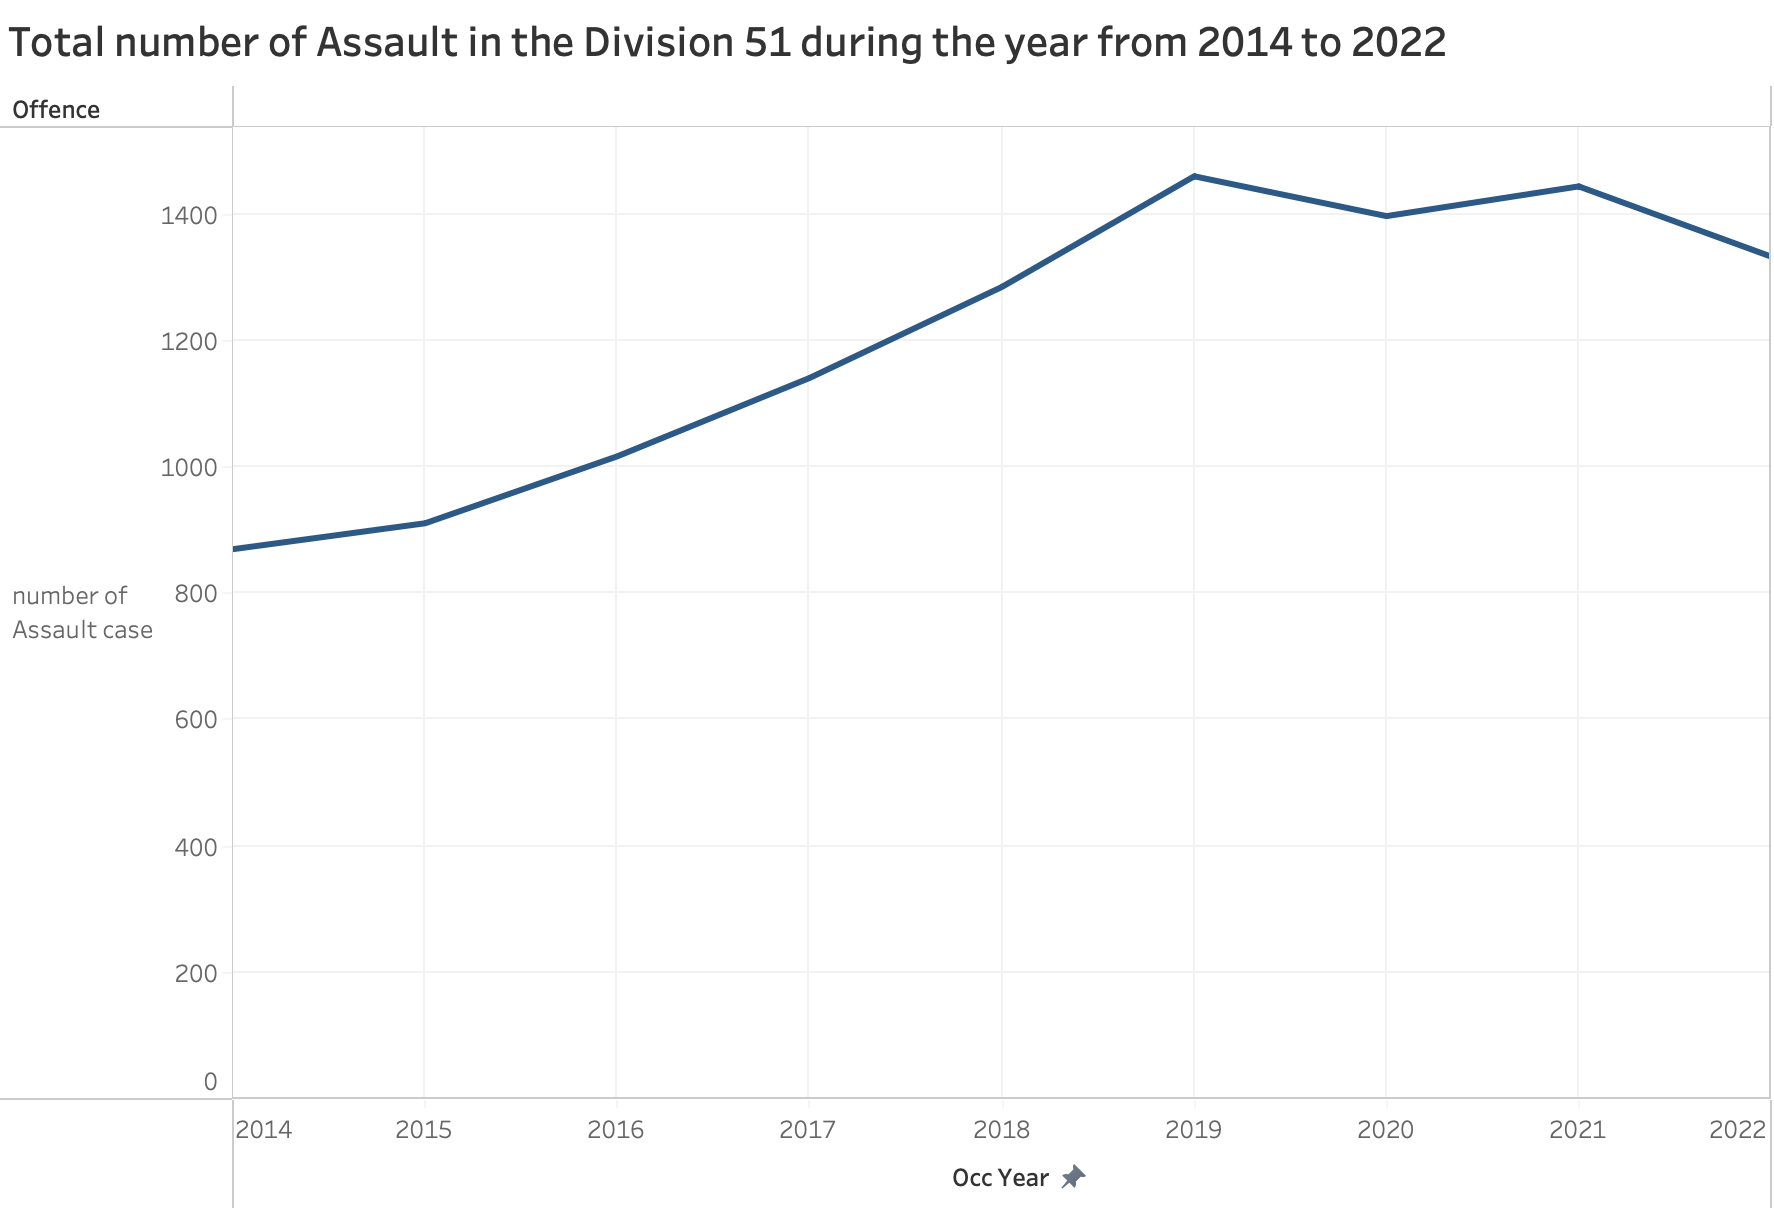 Total number of Assault in the Division 51 during the year from 2014 to 2022
Offence
1400
1200
1000
number of
Assault case
800
600
400
200
0
2014 2015 2016 2017 2018 2019 2020 2021 2022
Occ Year